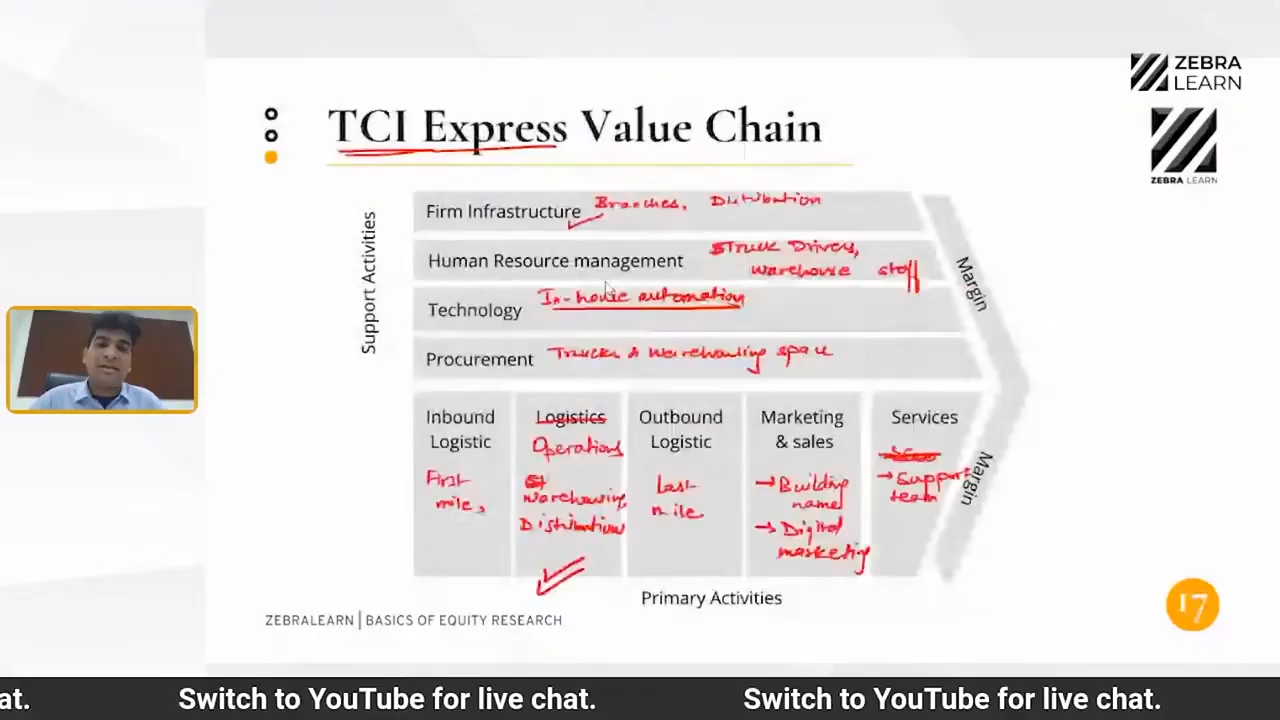 ZEBRA
LEARN
ZEBRA LEARN
TCI Express Value Chain
Support Activities
Firm Infrastructure Branches, Distribution
Human Resource management Truck Drivers,
warehouse staff
Technology In-house automation
Procurement Trucks & warehousing space
Margin
Margin
Inbound
Logistic
First
mile,
Logistics
Operations
warehousing
Distribution
Outbound
Logistic
Last
mile
Marketing
& sales
→ Building
name
→ Digital
marketing
Services
→ Support
team
Primary Activities
17
ZEBRALEARN | BASICS OF EQUITY RESEARCH
at. Switch to YouTube for live chat. Switch to YouTube for live chat.